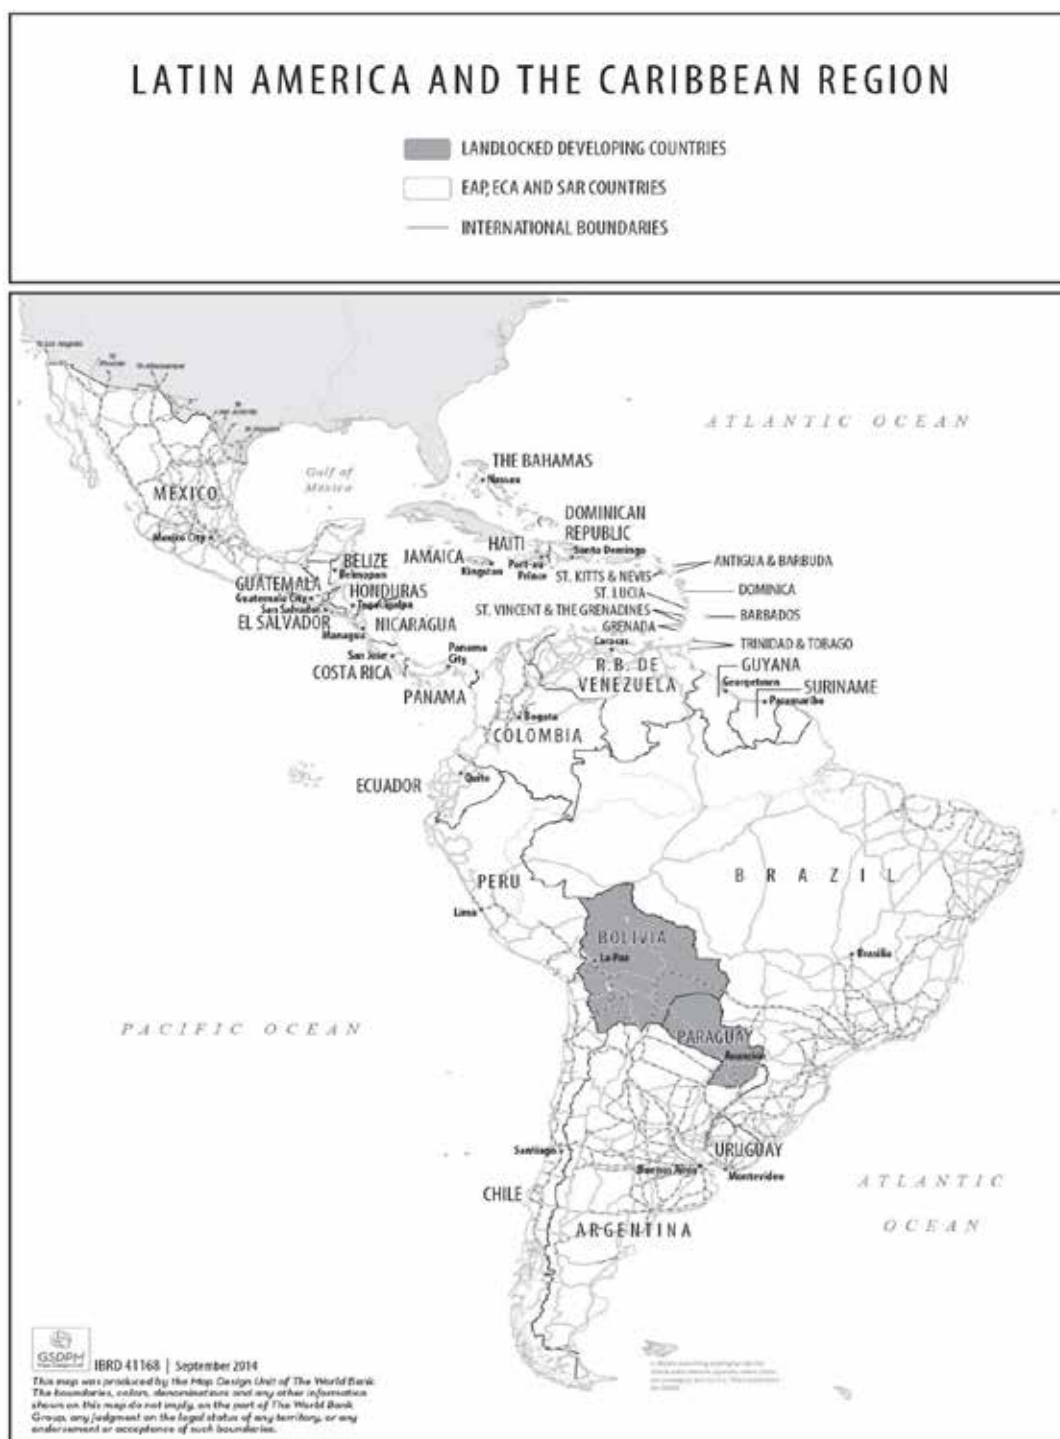 LATIN AMERICA AND THE CARIBBEAN REGION
LANDLOCKED DEVELOPING COUNTRIES
EAP, ECA AND SAR COUNTRIES
INTERNATIONAL BOUNDARIES
To Los Angeles
ATLANTIC OCEAN
THE BAHAMAS
Nassau
Gulf of
Mexico
MEXICO
Mexico City
DOMINICAN
REPUBLIC
Santo Domingo
HAITI
Port-au
Prince
JAMAICA
Kingston
BELIZE
Belmopan
GUATEMALA
Guatemala City
HONDURAS
Tegucigalpa
San Salvador
EL SALVADOR
NICARAGUA
Managua
San José
COSTA RICA
Panama
City
PANAMA
ANTIGUA & BARBUDA
ST. KITTS & NEVIS
DOMINICA
ST. LUCIA
ST. VINCENT & THE GRENADINES
BARBADOS
GRENADA
TRINIDAD & TOBAGO
Caracas
R.B. DE
VENEZUELA
GUYANA
Georgetown
SURINAME
Paramaribo
Bogota
COLOMBIA
ECUADOR
Quito
PERU
Lima
BRAZIL
Brasilia
BOLIVIA
La Paz
PARAGUAY
Asuncion
PACIFIC OCEAN
Santiago
URUGUAY
Buenos Aires
Montevideo
CHILE
ARGENTINA
ATLANTIC
OCEAN
GSDPM
IBRD 41168 | September 2014
This map was produced by the Map Design Unit of The World Bank.
The boundaries, colors, denominations and any other information
shown on this map do not imply, on the part of The World Bank
Group, any judgment on the legal status of any territory, or any
endorsement or acceptance of such boundaries.